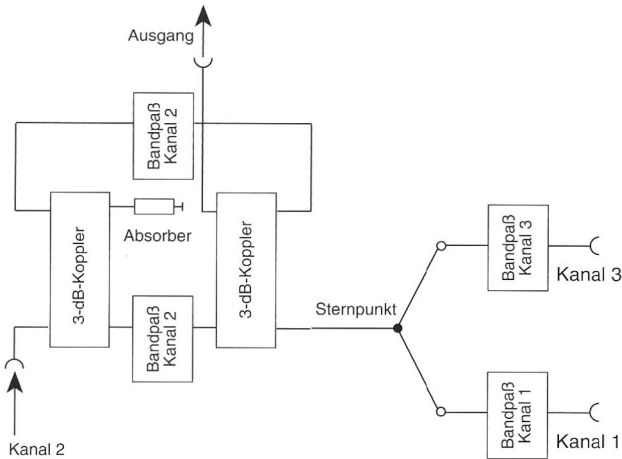 Ausgang
Bandpaß
Kanal 2
3-dB-Koppler
Absorber
3-dB-Koppler
Bandpaß
Kanal 2
Kanal 2
Sternpunkt
Bandpaß
Kanal 3
Kanal 3
Bandpaß
Kanal 1
Kanal 1